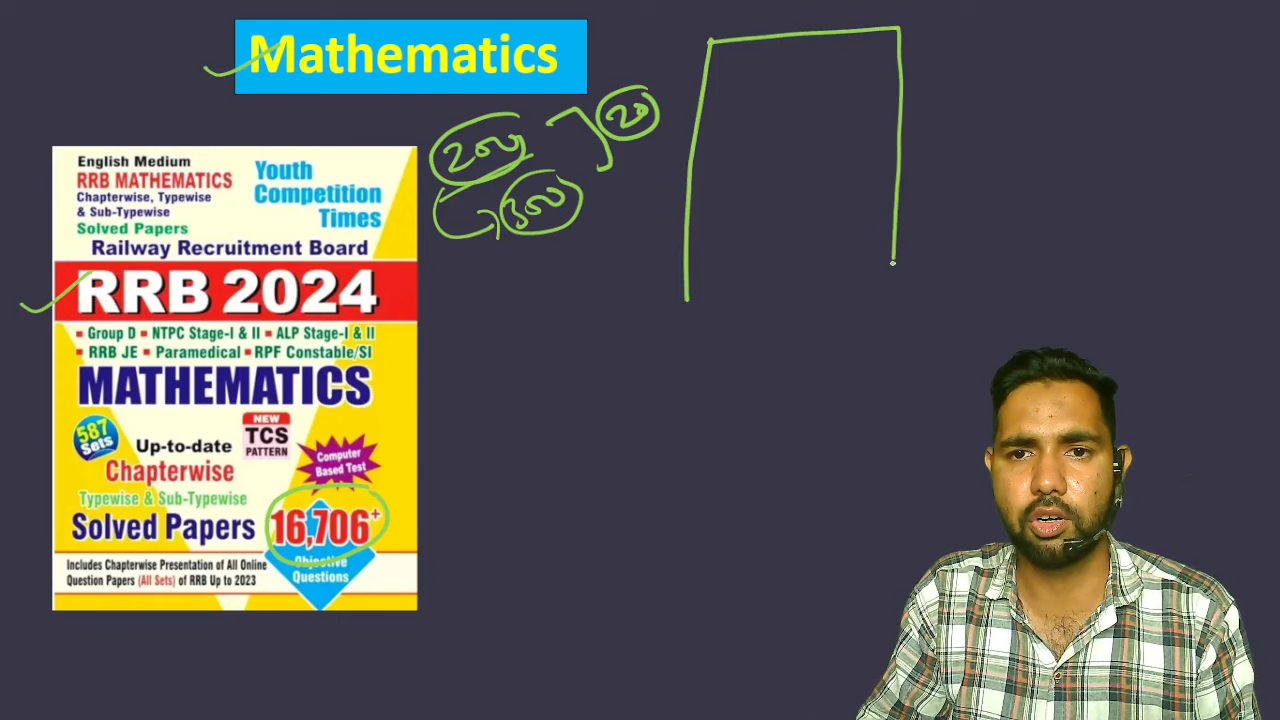 Mathematics
200
20
300
English Medium
RRB MATHEMATICS
Chapterwise, Typewise
& Sub-Typewise
Solved Papers
Youth
Competition
Times
Railway Recruitment Board
RRB 2024
▪ Group D ▪ NTPC Stage-I & II ▪ ALP Stage-I & II
▪ RRB JE ▪ Paramedical ▪ RPF Constable/SI
MATHEMATICS
587
Sets
Up-to-date
NEW
TCS
PATTERN
Computer
Based Test
Chapterwise
Typewise & Sub-Typewise
Solved Papers
16,706+
Objective
Questions
Includes Chapterwise Presentation of All Online
Question Papers (All Sets) of RRB Up to 2023